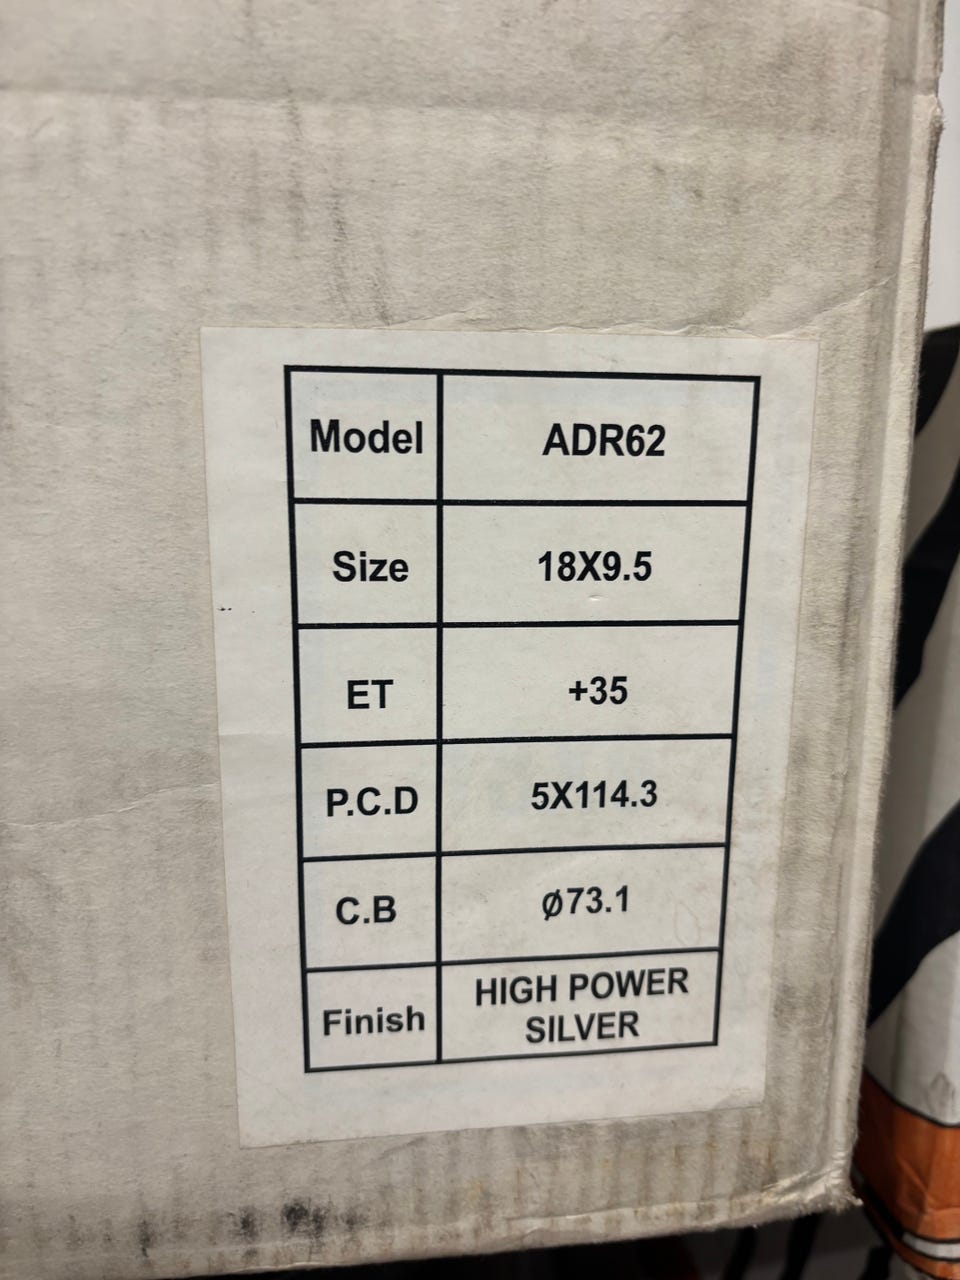 Model ADR62
Size 18X9.5
ET +35
P.C.D 5X114.3
C.B ø73.1
Finish HIGH POWER
SILVER